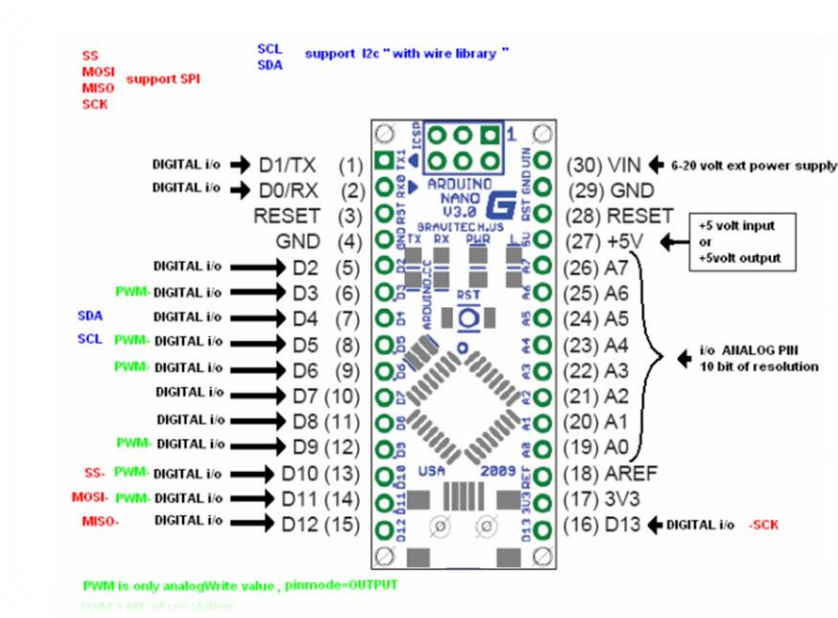 SS
MOSI
MISO
SCK
support SPI
SCL
SDA
support I2c " with wire library "
DIGITAL i/o D1/TX (1)
DIGITAL i/o D0/RX (2)
RESET (3)
GND (4)
DIGITAL i/o D2 (5)
PWM- DIGITAL i/o D3 (6)
SDA DIGITAL i/o D4 (7)
SCL PWM- DIGITAL i/o D5 (8)
PWM- DIGITAL i/o D6 (9)
DIGITAL i/o D7 (10)
DIGITAL i/o D8 (11)
PWM- DIGITAL i/o D9 (12)
SS- PWM- DIGITAL i/o D10 (13)
MOSI- PWM- DIGITAL i/o D11 (14)
MISO- DIGITAL i/o D12 (15)
ICSP
1
TX1
RX0
RST
GND
D2
D3
D4
D5
D6
D7
D8
D9
D10
D11
D12
ARDUINO
NANO
V3.0
G
GRAVITECH.US
TX RX PWR L
ARDUINO.CC
RST
USA 2009
VIN
GND
RST
5V
A7
A6
A5
A4
A3
A2
A1
A0
REF
3V3
D13
(30) VIN 6-20 volt ext power supply
(29) GND
(28) RESET
(27) +5V
+5 volt input
or
+5volt output
(26) A7
(25) A6
(24) A5
(23) A4
(22) A3
(21) A2
(20) A1
(19) A0
i/o ANALOG PIN
10 bit of resolution
(18) AREF
(17) 3V3
(16) D13 DIGITAL i/o -SCK
PWM is only analogWrite value , pinmode=OUTPUT
PWM 8 BIT of resolution